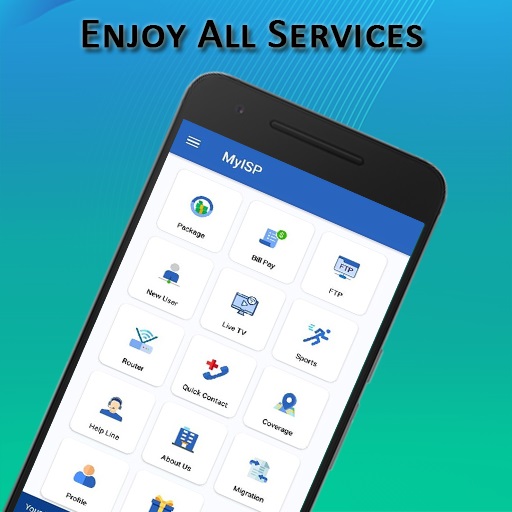 Enjoy All Services
MyISP
Package
Bill Pay
FTP
FTP
New User
Live TV
Sports
Router
Quick Contact
Coverage
Help Line
About Us
Migration
Profile